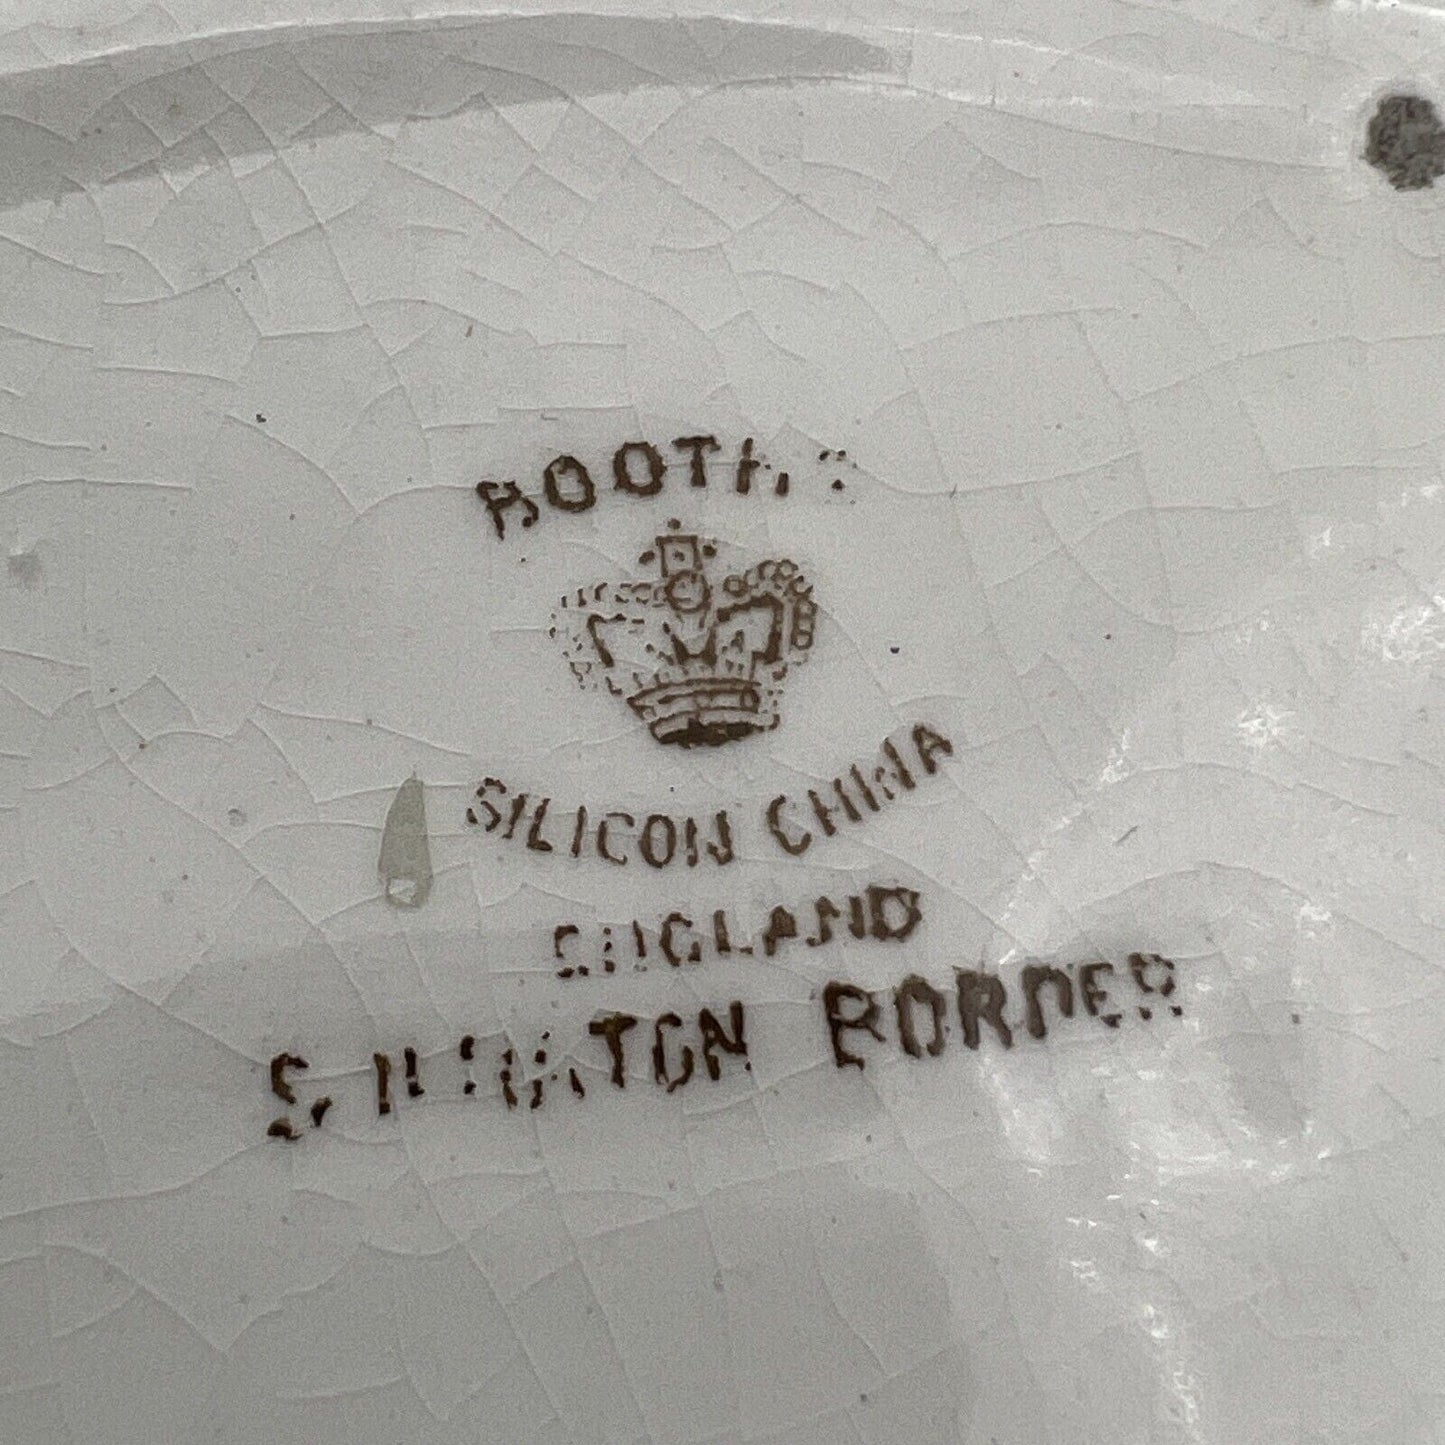 BOOTHS
SILICON CHINA
ENGLAND
BORDER